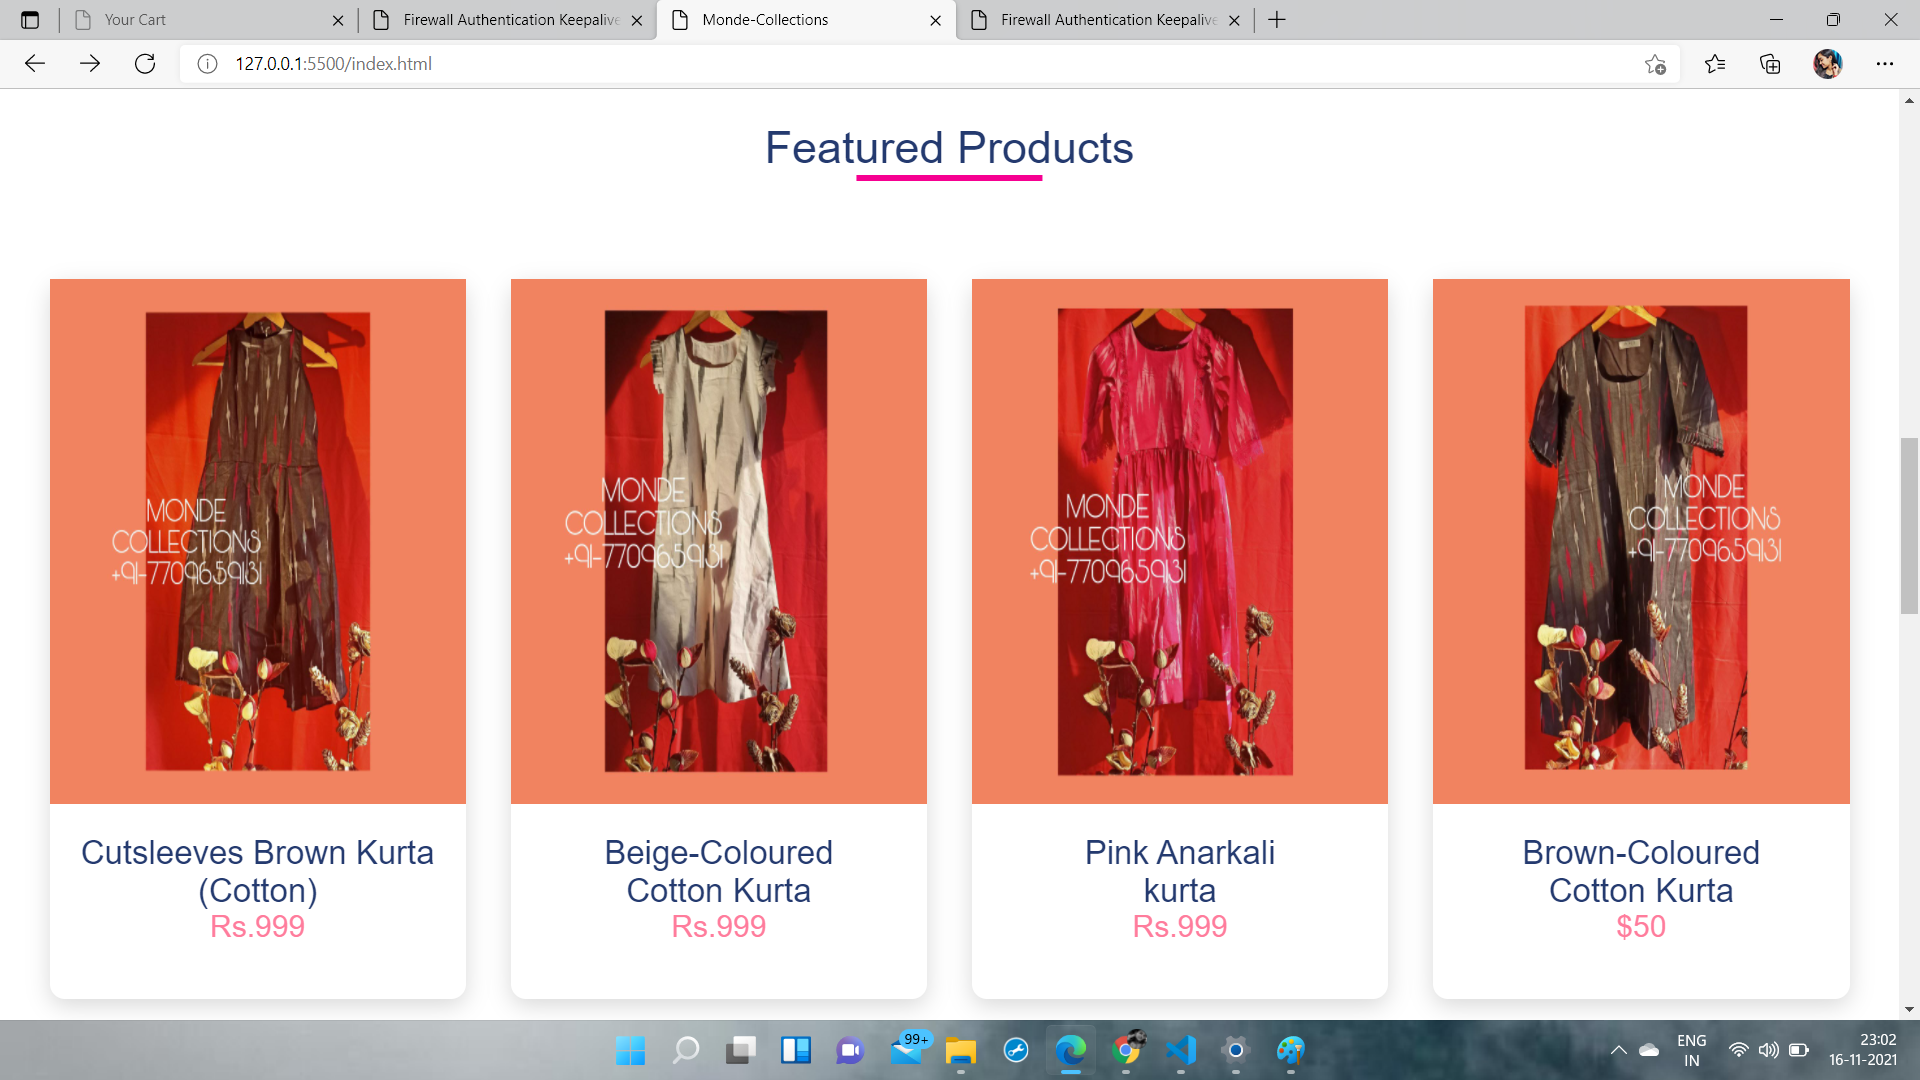 Your Cart
Firewall Authentication Keepalive
Monde-Collections
Firewall Authentication Keepalive
127.0.0.1:5500/index.html
Featured Products
MONDE
COLLECTIONS
+91-7709659131
MONDE
COLLECTIONS
+91-7709659131
MONDE
COLLECTIONS
+91-7709659131
MONDE
COLLECTIONS
+91-7709659131
Cutsleeves Brown Kurta
(Cotton)
Rs.999
Beige-Coloured
Cotton Kurta
Rs.999
Pink Anarkali
kurta
Rs.999
Brown-Coloured
Cotton Kurta
$50
99+
ENG
IN
23:02
16-11-2021